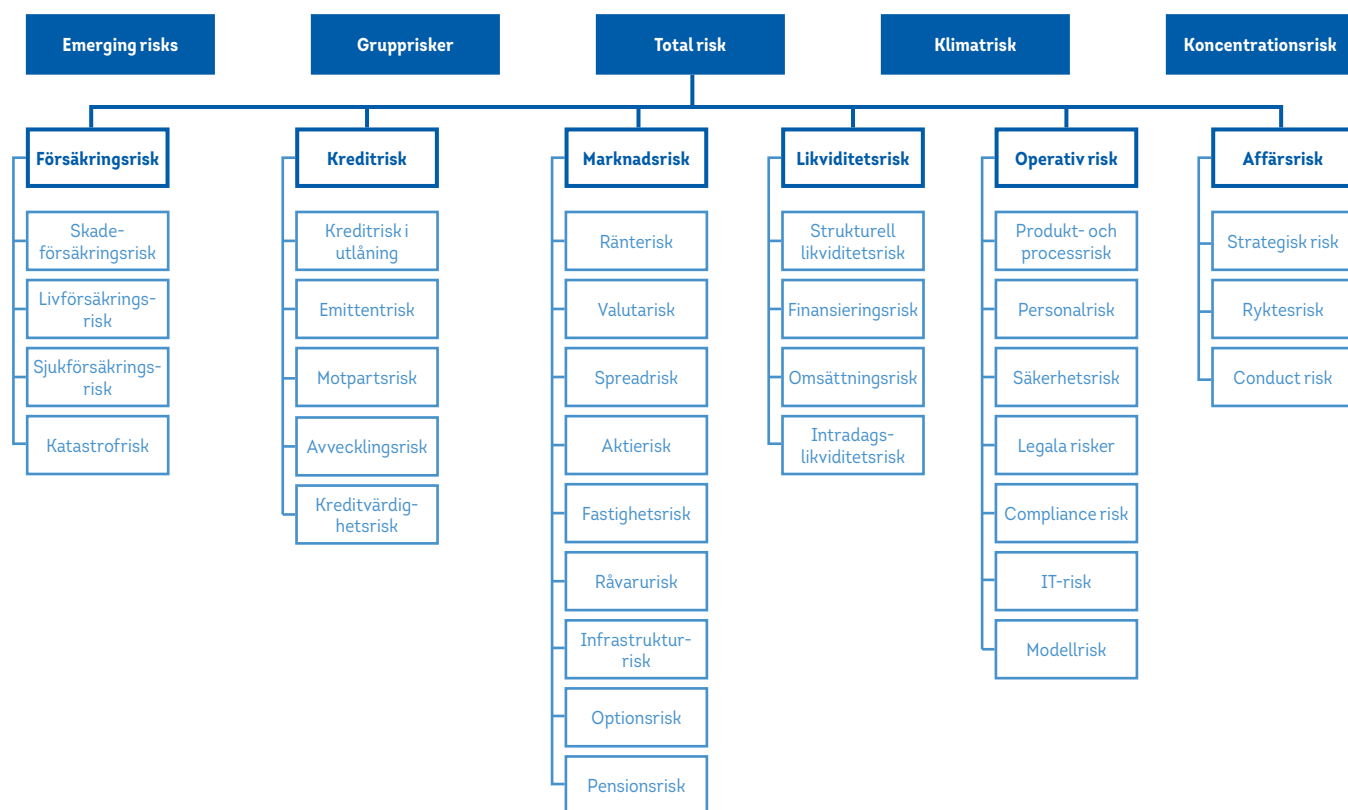 Emerging risks
Grupprisker
Total risk
Klimatrisk
Koncentrationsrisk
Försäkringsrisk
Skade-
försäkringsrisk
Livförsäkrings-
risk
Sjukförsäkrings-
risk
Katastrofrisk
Kreditrisk
Kreditrisk i
utlåning
Emittentrisk
Motpartsrisk
Avvecklingsrisk
Kreditvärdig-
hetsrisk
Marknadsrisk
Ränterisk
Valutarisk
Spreadrisk
Aktierisk
Fastighetsrisk
Råvarurisk
Infrastruktur-
risk
Optionsrisk
Pensionsrisk
Likviditetsrisk
Strukturell
likviditetsrisk
Finansieringsrisk
Omsättningsrisk
Intradags-
likviditetsrisk
Operativ risk
Produkt- och
processrisk
Personalrisk
Säkerhetsrisk
Legala risker
Compliance risk
IT-risk
Modellrisk
Affärsrisk
Strategisk risk
Ryktesrisk
Conduct risk